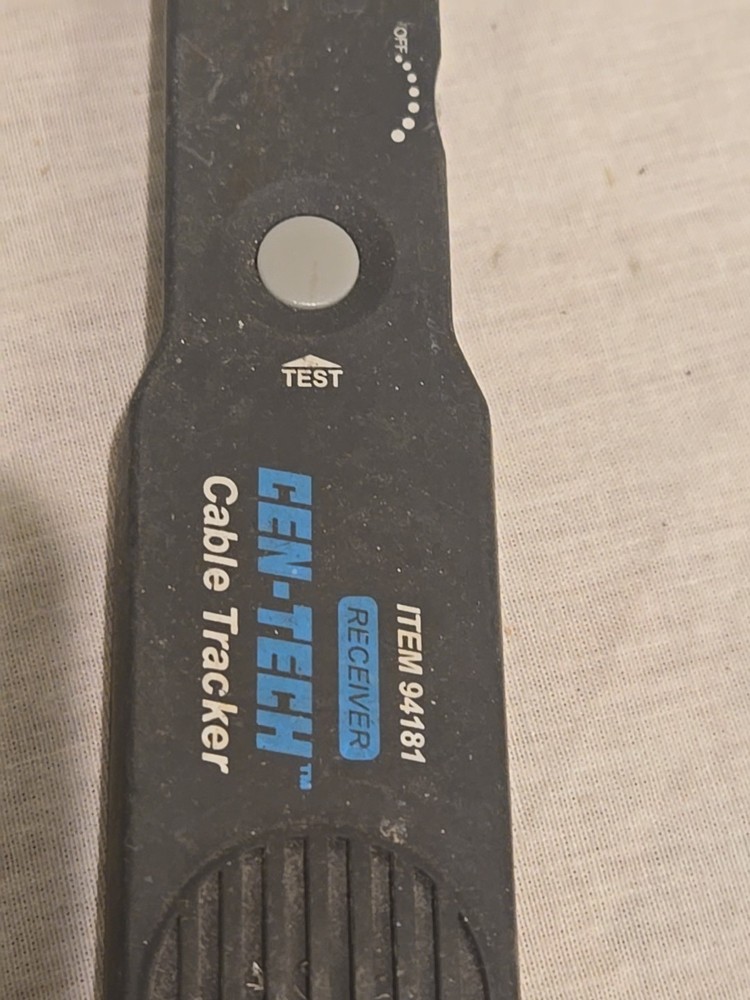 OFF
TEST
ITEM 94181
RECEIVER
CEN-TECH™
Cable Tracker